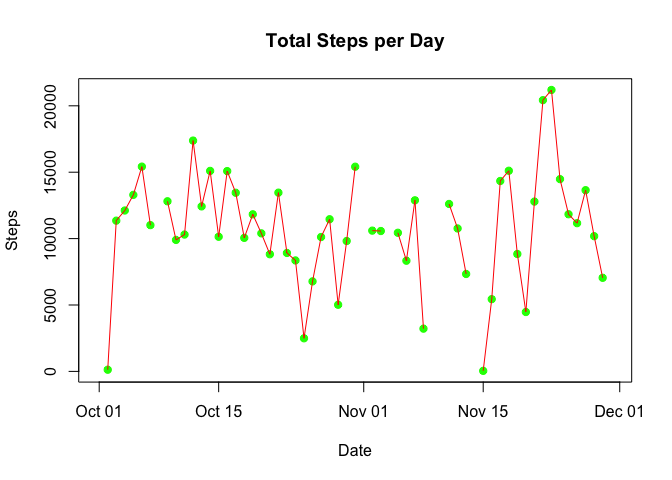 Total Steps per Day
Steps
20000
15000
10000
5000
0
Oct 01 Oct 15 Nov 01 Nov 15 Dec 01
Date